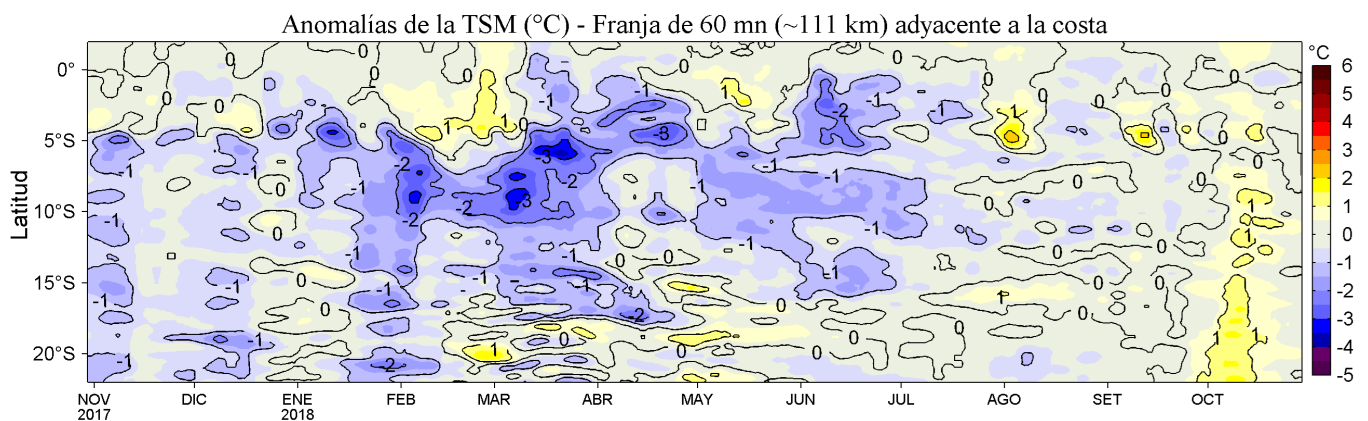 Anomalías de la TSM (°C) - Franja de 60 mn (~111 km) adyacente a la costa
°C
6
5
4
3
2
1
0
-1
-2
-3
-4
-5
Latitud
0°
5°S
10°S
15°S
20°S
NOV DIC ENE FEB MAR ABR MAY JUN JUL AGO SET OCT
2017 2018